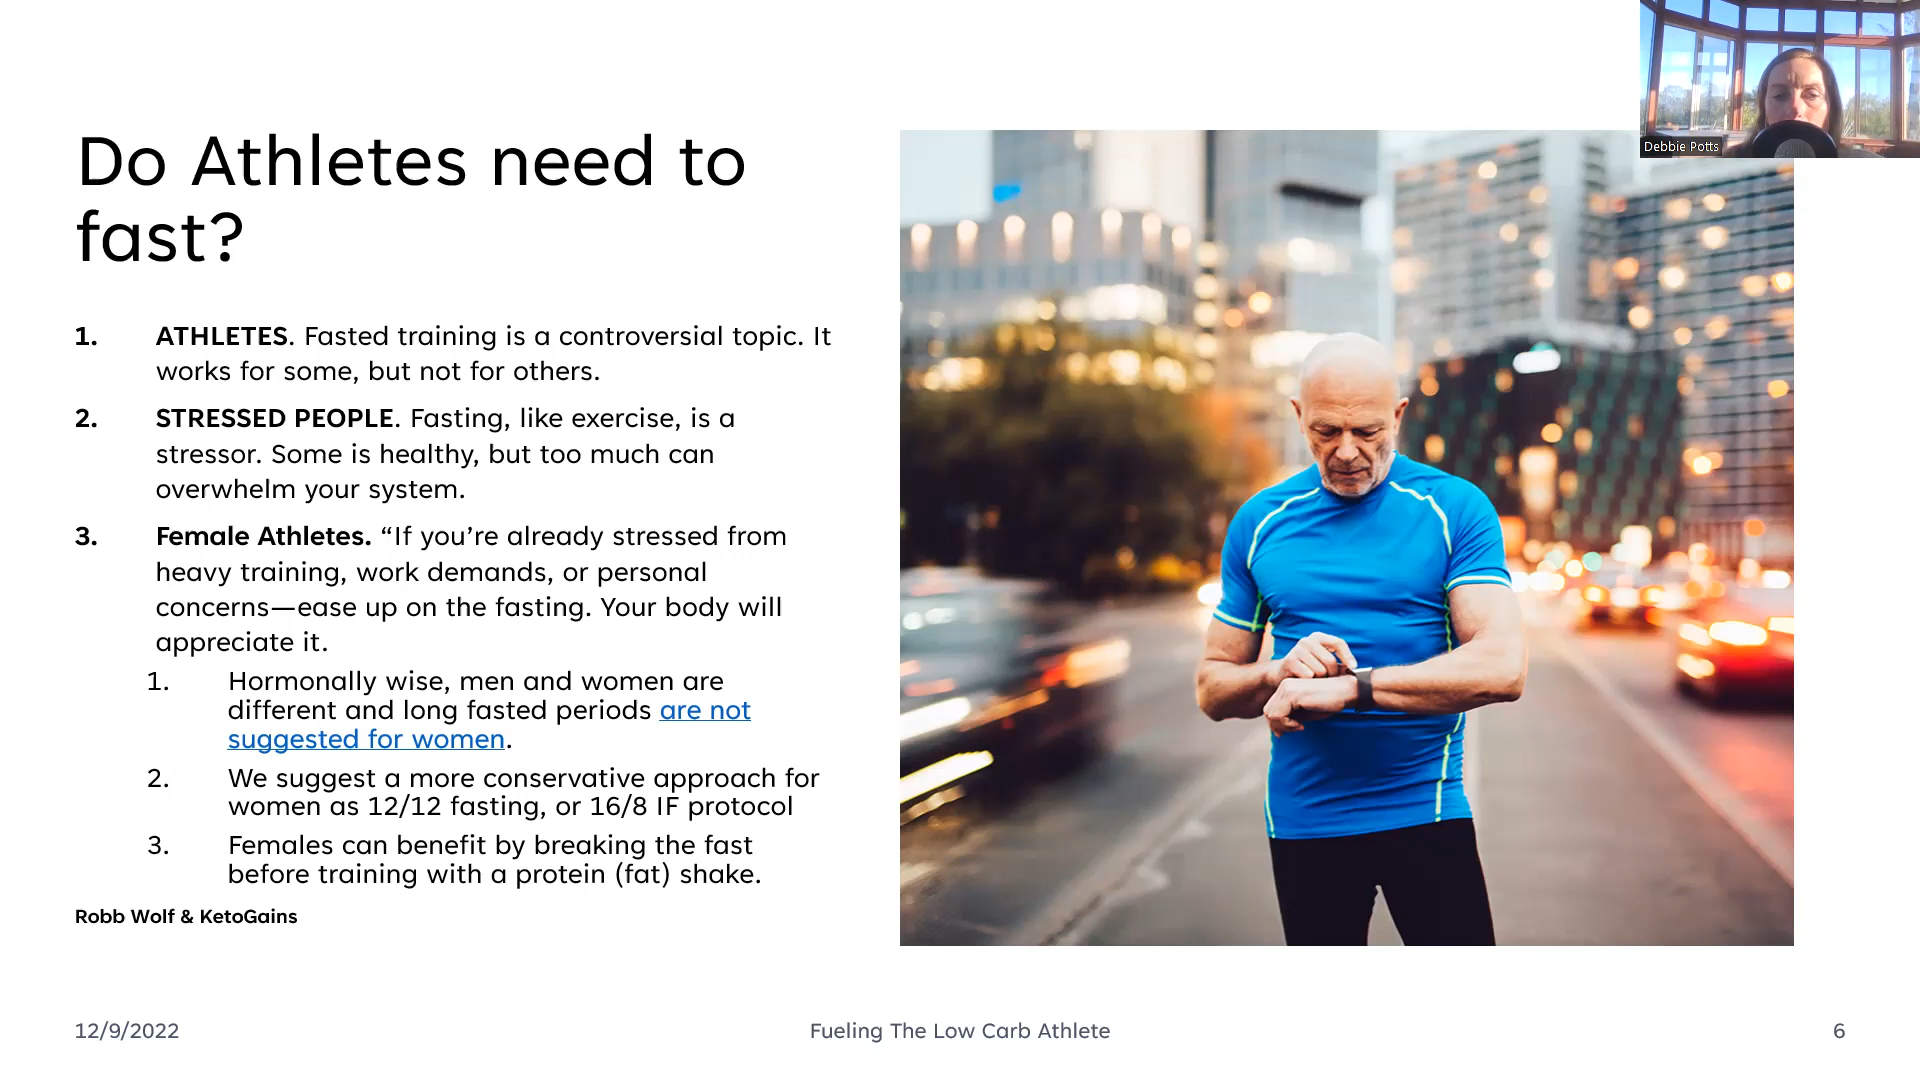 Debbie Potts
Do Athletes need to
fast?
1. ATHLETES. Fasted training is a controversial topic. It
works for some, but not for others.
2. STRESSED PEOPLE. Fasting, like exercise, is a
stressor. Some is healthy, but too much can
overwhelm your system.
3. Female Athletes. “If you’re already stressed from
heavy training, work demands, or personal
concerns—ease up on the fasting. Your body will
appreciate it.
1. Hormonally wise, men and women are
different and long fasted periods are not
suggested for women.
2. We suggest a more conservative approach for
women as 12/12 fasting, or 16/8 IF protocol
3. Females can benefit by breaking the fast
before training with a protein (fat) shake.
Robb Wolf & KetoGains
12/9/2022
Fueling The Low Carb Athlete
6